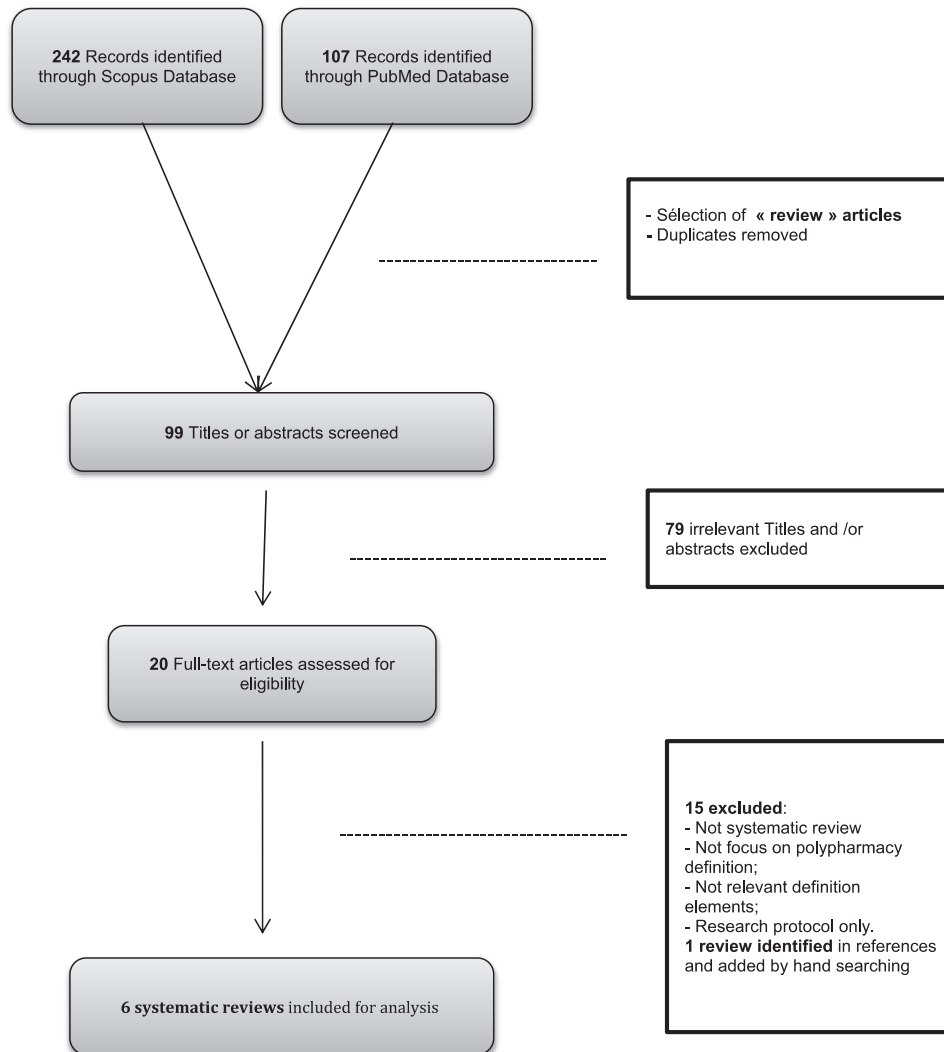 242 Records identified
through Scopus Database
107 Records identified
through PubMed Database
- Sélection of « review » articles
- Duplicates removed
99 Titles or abstracts screened
79 irrelevant Titles and /or
abstracts excluded
20 Full-text articles assessed for
eligibility
15 excluded:
- Not systematic review
- Not focus on polypharmacy
definition;
- Not relevant definition
elements;
- Research protocol only.
1 review identified in references
and added by hand searching
6 systematic reviews included for analysis